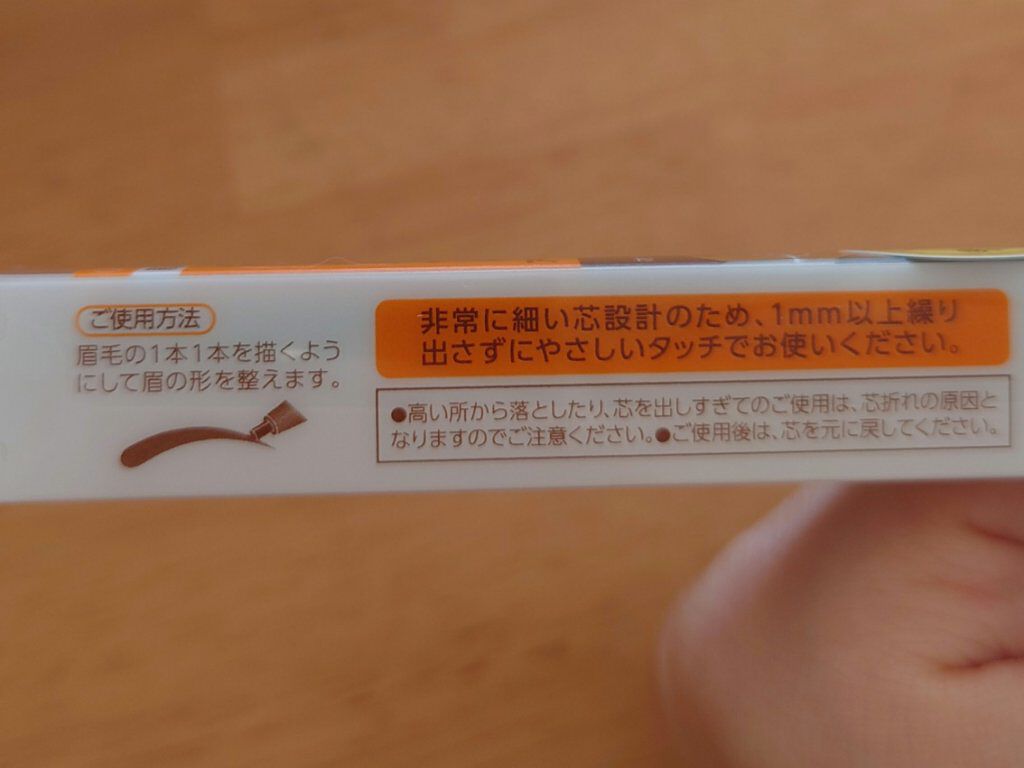 ご使用方法
眉毛の1本1本を描くよう
にして眉の形を整えます。
非常に細い芯設計のため、1mm以上繰り
出さずにやさしいタッチでお使いください。
●高い所から落としたり、芯を出しすぎてのご使用は、芯折れの原因と
なりますのでご注意ください。●ご使用後は、芯を元に戻してください。